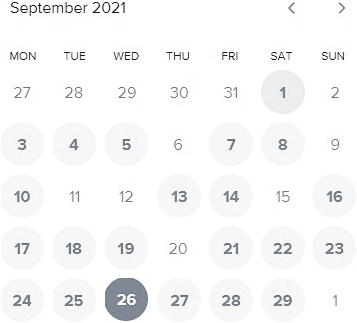 September 2021
MON TUE WED THU FRI SAT SUN
27 28 29 30 31 1 2
3 4 5 6 7 8 9
10 11 12 13 14 15 16
17 18 19 20 21 22 23
24 25 26 27 28 29 1